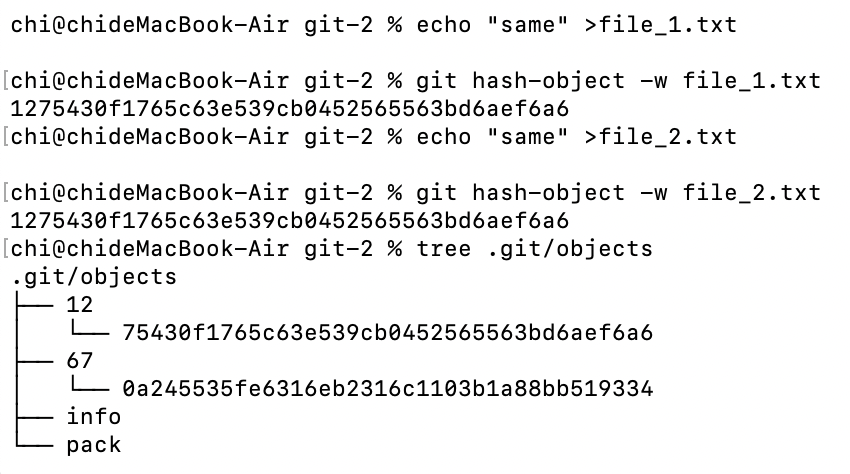 chi@chideMacBook-Air git-2 % echo "same" >file_1.txt
[chi@chideMacBook-Air git-2 % git hash-object -w file_1.txt
1275430f1765c63e539cb0452565563bd6aef6a6
[chi@chideMacBook-Air git-2 % echo "same" >file_2.txt
[chi@chideMacBook-Air git-2 % git hash-object -w file_2.txt
1275430f1765c63e539cb0452565563bd6aef6a6
[chi@chideMacBook-Air git-2 % tree .git/objects
.git/objects
├── 12
│   └── 75430f1765c63e539cb0452565563bd6aef6a6
├── 67
│   └── 0a245535fe6316eb2316c1103b1a88bb519334
├── info
└── pack